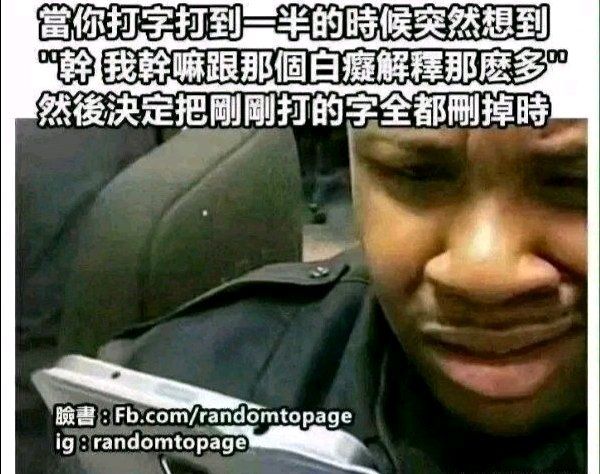 當你打字打到一半的時候突然想到
"幹 我幹嘛跟那個白癡解釋那麽多"
然後決定把剛剛打的字全都刪掉時
臉書：Fb.com/randomtopage
ig：randomtopage